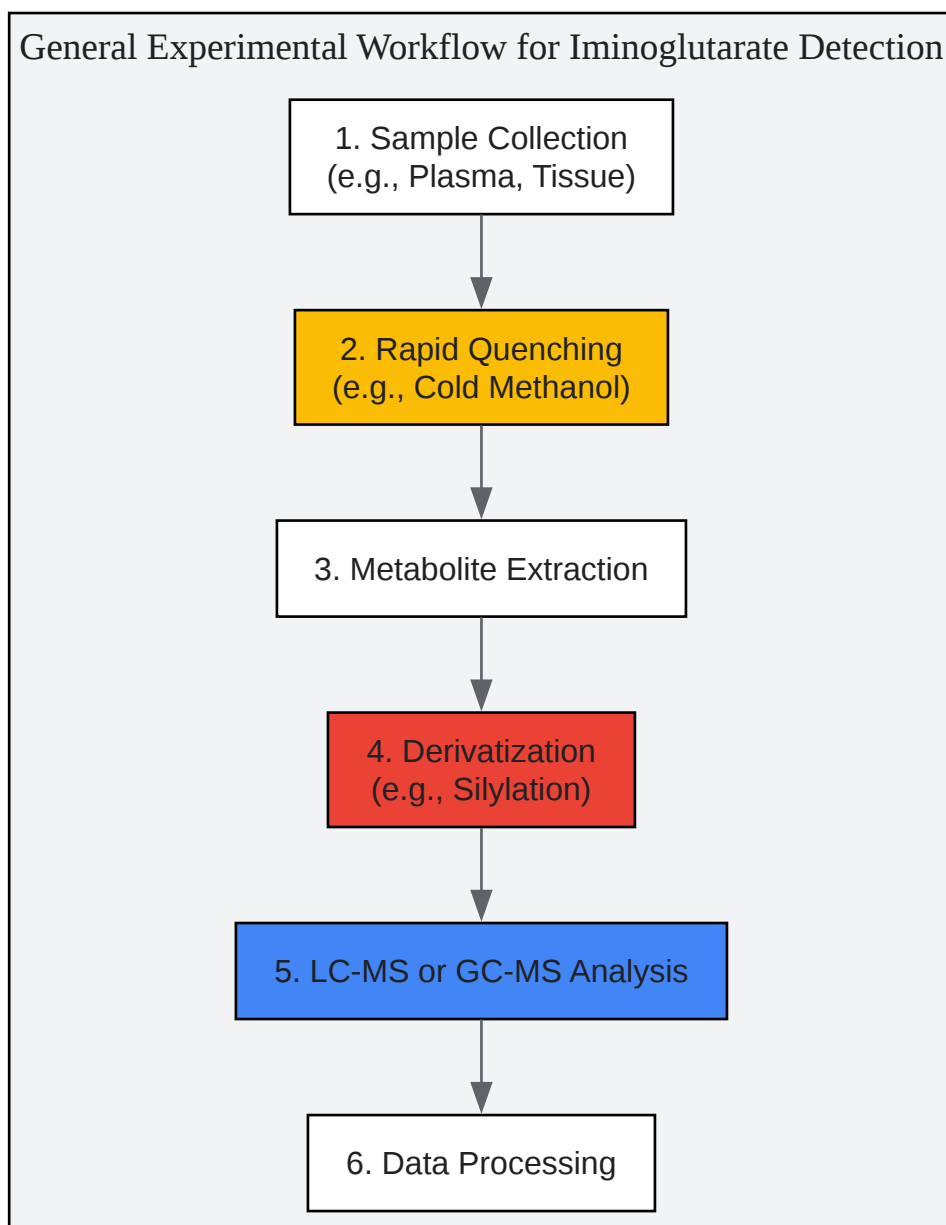 General Experimental Workflow for Iminoglutarate Detection
1. Sample Collection
(e.g., Plasma, Tissue)
2. Rapid Quenching
(e.g., Cold Methanol)
3. Metabolite Extraction
4. Derivatization
(e.g., Silylation)
5. LC-MS or GC-MS Analysis
6. Data Processing